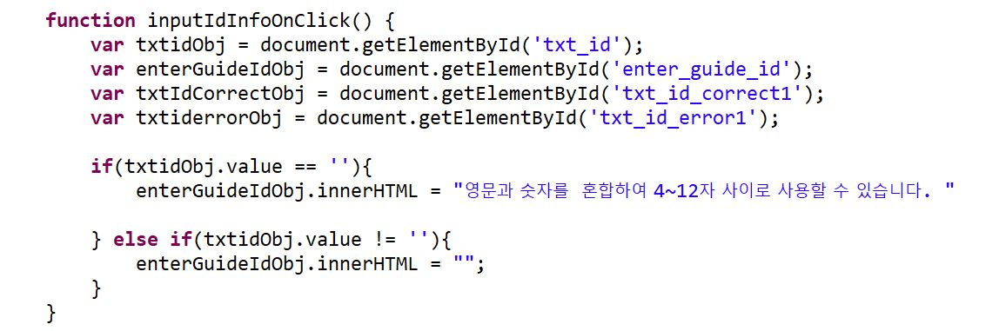 function inputIdInfoOnClick() {
    var txtidObj = document.getElementById('txt_id');
    var enterGuideIdObj = document.getElementById('enter_guide_id');
    var txtIdCorrectObj = document.getElementById('txt_id_correct1');
    var txtiderrorObj = document.getElementById('txt_id_error1');

    if(txtidObj.value == ''){
        enterGuideIdObj.innerHTML = "영문과 숫자를  혼합하여 4~12자 사이로 사용할 수 있습니다. "

    } else if(txtidObj.value != ''){
        enterGuideIdObj.innerHTML = "";
    }
}